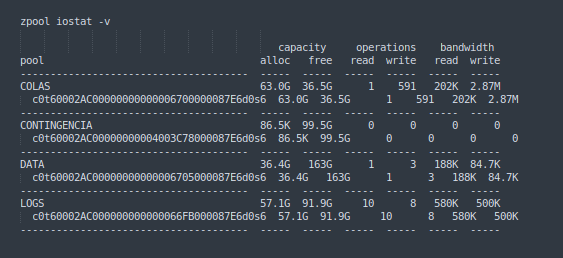 zpool iostat -v
capacity operations bandwidth
pool alloc free read write read write
-------------------------------------- ----- ----- ----- ----- ----- -----
COLAS 63.0G 36.5G 1 591 202K 2.87M
c0t60002AC00000000000006700000087E6d0s6 63.0G 36.5G 1 591 202K 2.87M
-------------------------------------- ----- ----- ----- ----- ----- -----
CONTINGENCIA 86.5K 99.5G 0 0 0 0
c0t60002AC00000000004003C78000087E6d0s6 86.5K 99.5G 0 0 0 0
-------------------------------------- ----- ----- ----- ----- ----- -----
DATA 36.4G 163G 1 3 188K 84.7K
c0t60002AC00000000000006705000087E6d0s6 36.4G 163G 1 3 188K 84.7K
-------------------------------------- ----- ----- ----- ----- ----- -----
LOGS 57.1G 91.9G 10 8 580K 500K
c0t60002AC000000000000066FB000087E6d0s6 57.1G 91.9G 10 8 580K 500K
-------------------------------------- ----- ----- ----- ----- ----- -----